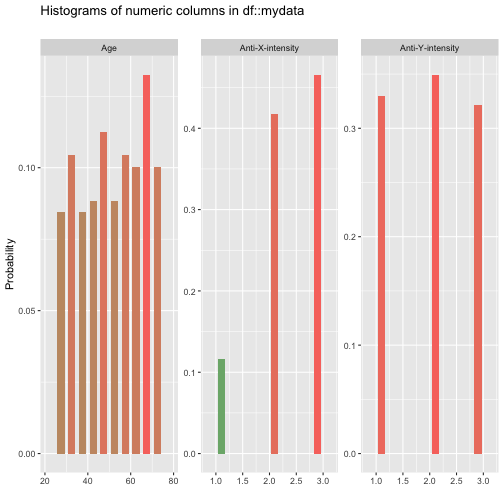 Histograms of numeric columns in df::mydata
Age
Anti-X-intensity
Anti-Y-intensity
Probability
0.10
0.05
0.00
0.4
0.3
0.2
0.1
0.0
0.3
0.2
0.1
0.0
20 40 60 80
1.0 1.5 2.0 2.5 3.0
1.0 1.5 2.0 2.5 3.0